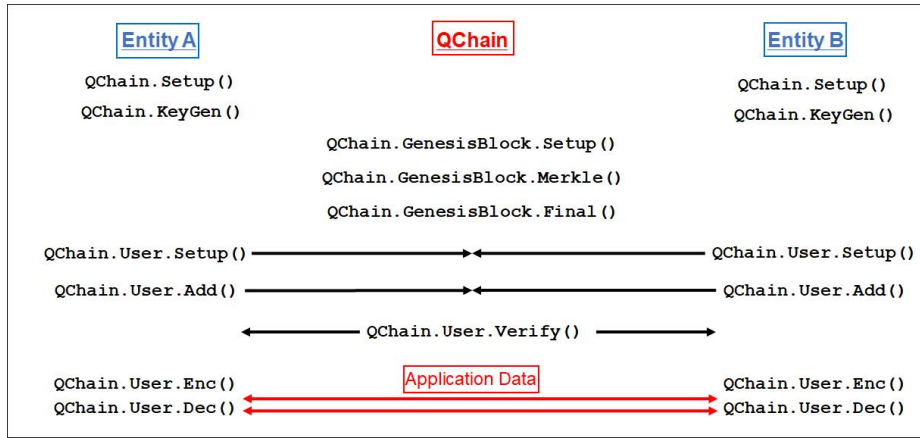 Entity A QChain Entity B
QChain.Setup() QChain.Setup()
QChain.KeyGen() QChain.KeyGen()
QChain.GenesisBlock.Setup()
QChain.GenesisBlock.Merkle()
QChain.GenesisBlock.Final()
QChain.User.Setup() QChain.User.Setup()
QChain.User.Add() QChain.User.Add()
QChain.User.Verify()
Application Data
QChain.User.Enc() QChain.User.Enc()
QChain.User.Dec() QChain.User.Dec()